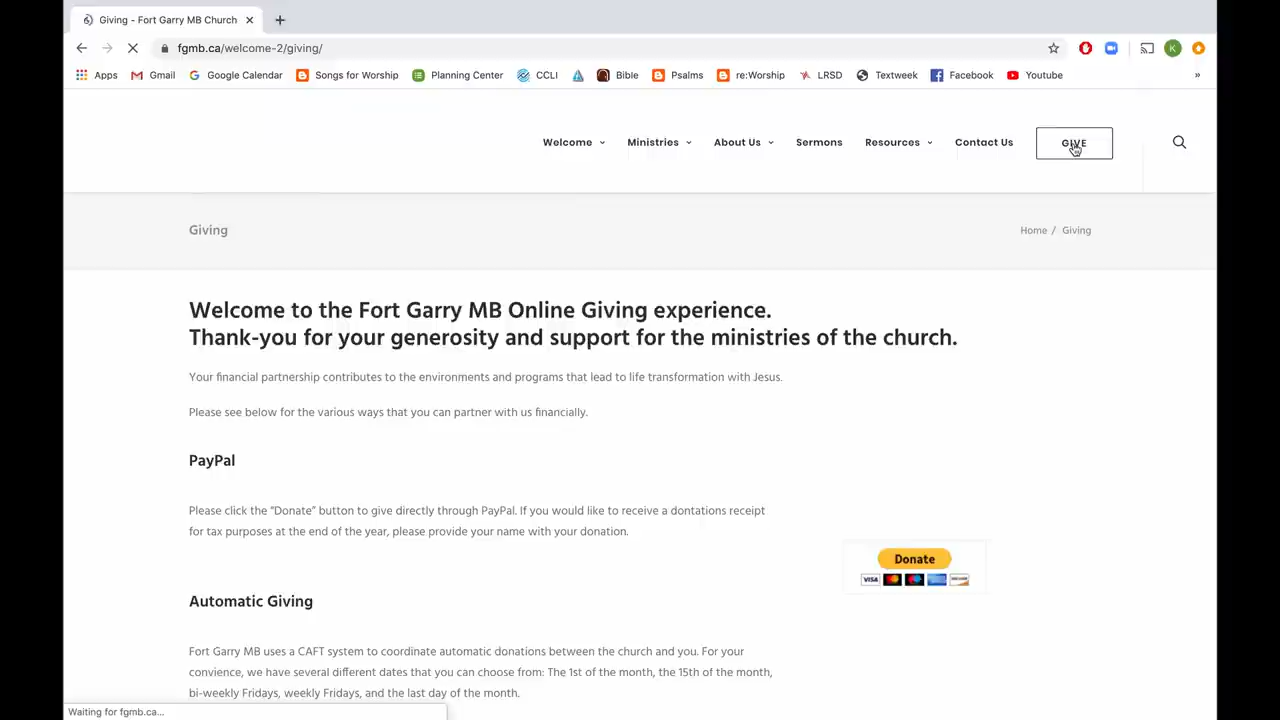 Giving - Fort Garry MB Church
fgmb.ca/welcome-2/giving/
K
Apps Gmail Google Calendar Songs for Worship Planning Center CCLI Bible Psalms re:Worship LRSD Textweek Facebook Youtube »
Welcome Ministries About Us Sermons Resources Contact Us GIVE
Giving Home / Giving
Welcome to the Fort Garry MB Online Giving experience.
Thank-you for your generosity and support for the ministries of the church.
Your financial partnership contributes to the environments and programs that lead to life transformation with Jesus.
Please see below for the various ways that you can partner with us financially.
PayPal
Please click the “Donate” button to give directly through PayPal. If you would like to receive a dontations receipt
for tax purposes at the end of the year, please provide your name with your donation.
Donate
VISA
Automatic Giving
Fort Garry MB uses a CAFT system to coordinate automatic donations between the church and you. For your
convience, we have several different dates that you can choose from: The 1st of the month, the 15th of the month,
bi-weekly Fridays, weekly Fridays, and the last day of the month.
Waiting for fgmb.ca...